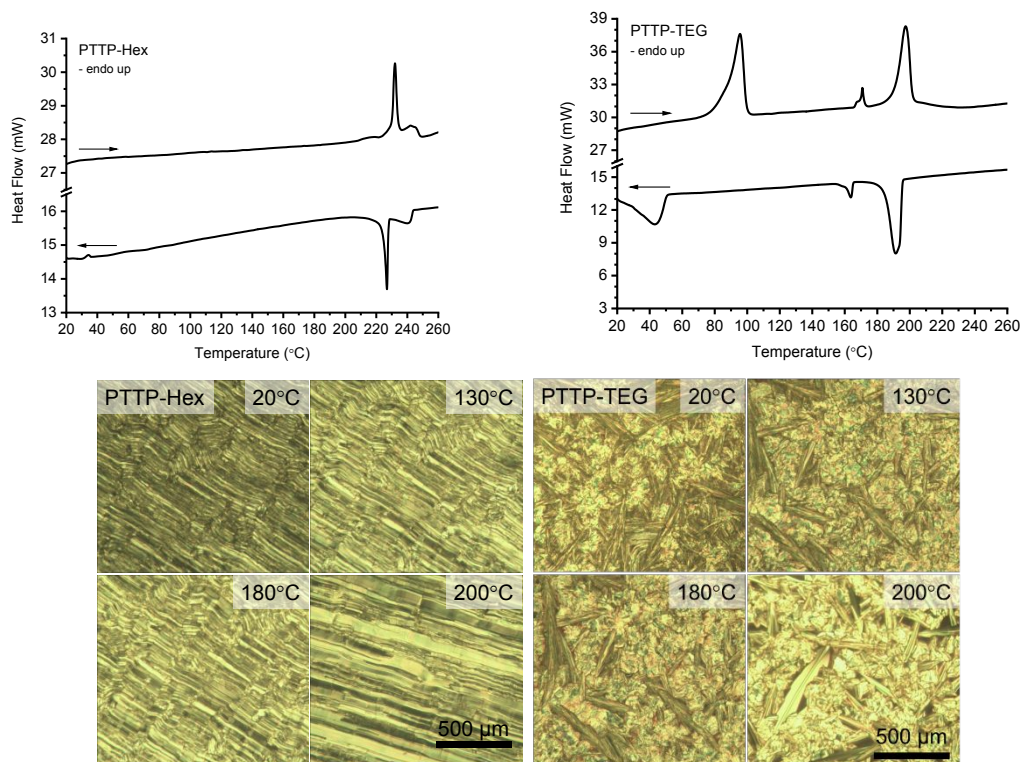 PTTP-Hex
- endo up
Heat Flow (mW)
31
30
29
28
27
16
15
14
13
20 40 60 80 100 120 140 160 180 200 220 240 260
Temperature (°C)
PTTP-TEG
- endo up
Heat Flow (mW)
39
36
33
30
27
15
12
9
6
3
20 40 60 80 100 120 140 160 180 200 220 240 260
Temperature (°C)
PTTP-Hex 20°C 130°C
180°C 200°C
500 µm
PTTP-TEG 20°C 130°C
180°C 200°C
500 µm